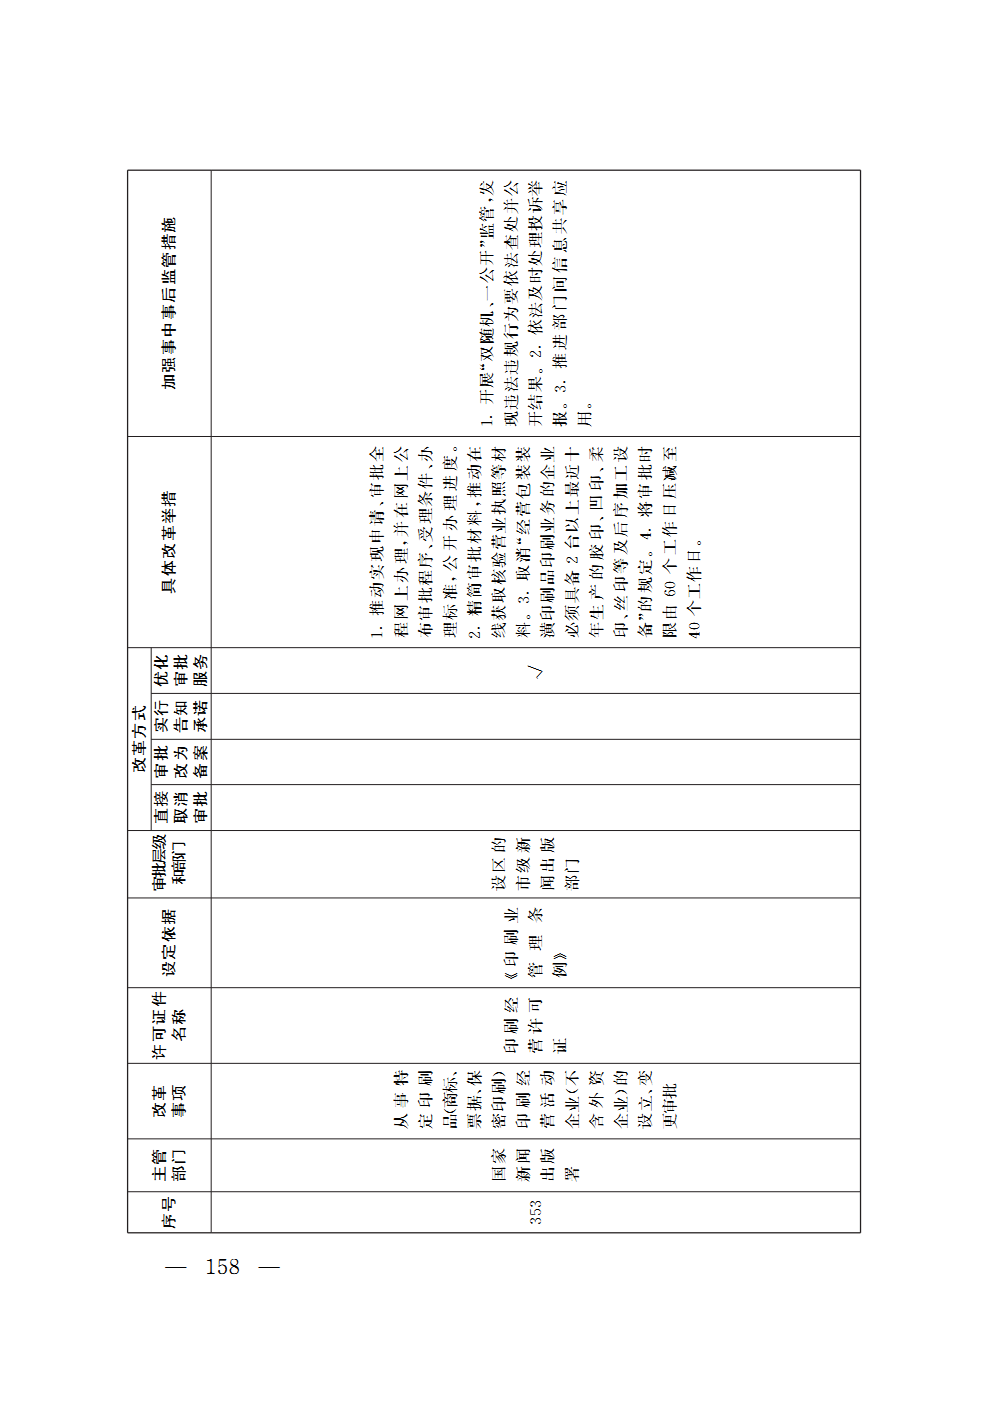 序号
主管
部门
改革
事项
许可证件
名称
设定依据
审批层级
和部门
改革方式
直接
取消
审批
审批
改为
备案
实行
告知
承诺
优化
审批
服务
具体改革举措
加强事中事后监管措施
353
国家
新闻
出版
署
从事特
定印刷
品(商标、
票据、保
密印刷)
印刷经
营活动
企业(不
含外资
企业)的
设立、变
更审批
印刷经
营许可
证
《印刷业
管理条
例》
设区的
市级新
闻出版
部门
√
1. 推动实现申请、审批全
程网上办理,并在网上公
布审批程序、受理条件、办
理标准,公开办理进度。
2. 精简审批材料,推动在
线获取核验营业执照等材
料。3. 取消“经营包装装
潢印刷品印刷业务的企业
必须具备 2 台以上最近十
年生产的胶印、凹印、柔
印、丝印等及后序加工设
备”的规定。4. 将审批时
限由 60 个工作日压减至
40 个工作日。
1. 开展“双随机、一公开”监管,发
现违法违规行为要依法查处并公
开结果。2. 依法及时处理投诉举
报。3. 推进部门间信息共享应
用。
— 158 —